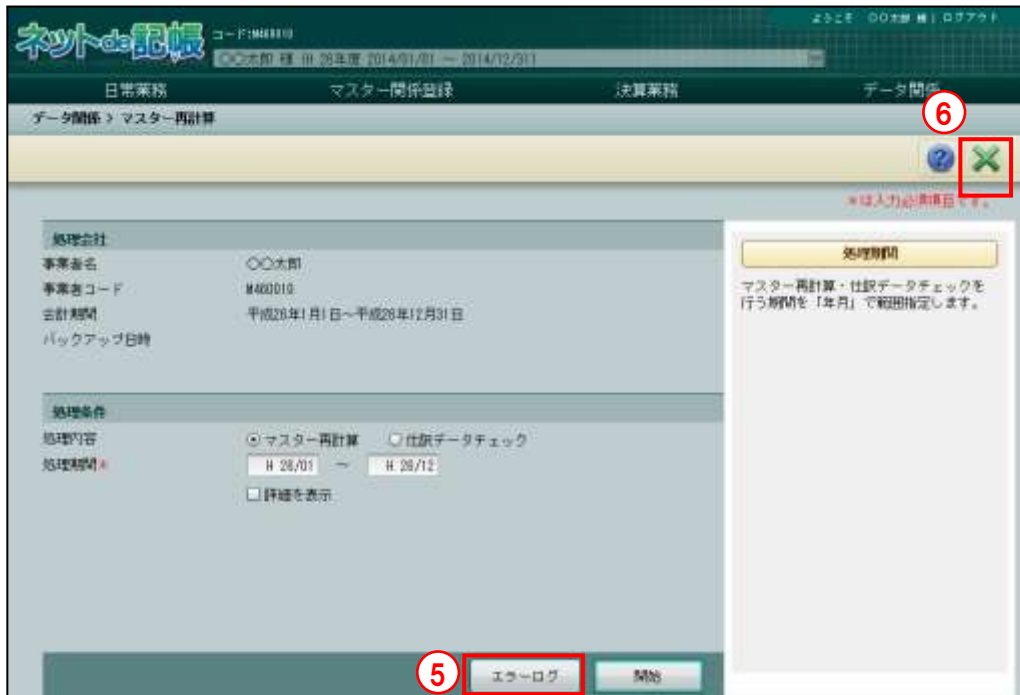 ようこそ 〇〇太郎 様 | ログアウト
ネットde記帳 コード:M460010
〇〇太郎 様 (H 26年度 2014/01/01 ～ 2014/12/31)
日常業務 マスター関係登録 決算業務 データ関係
データ関係 > マスター再計算
6
*は入力必須項目です。
処理会社
事業者名 〇〇太郎
事業者コード M460010
会計期間 平成26年1月1日～平成26年12月31日
バックアップ日時
処理条件
処理内容 マスター再計算 仕訳データチェック
処理期間* H 26/01 ～ H 26/12
詳細を表示
処理期間
マスター再計算・仕訳データチェックを
行う期間を「年月」で範囲指定します。
5 エラーログ 開始